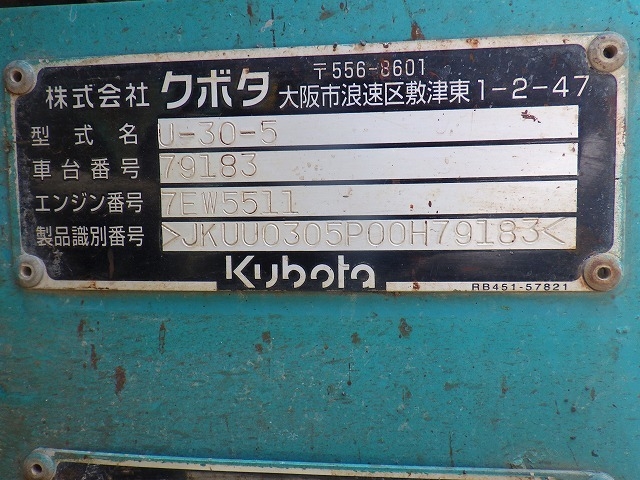 〒556-8601
株式会社 クボタ 大阪市浪速区敷津東1-2-47
型式名 U-30-5
車台番号 79183
エンジン番号 7EW5511
製品識別番号 >JKUU0305P00H79183<
Kubota
RB451-57821